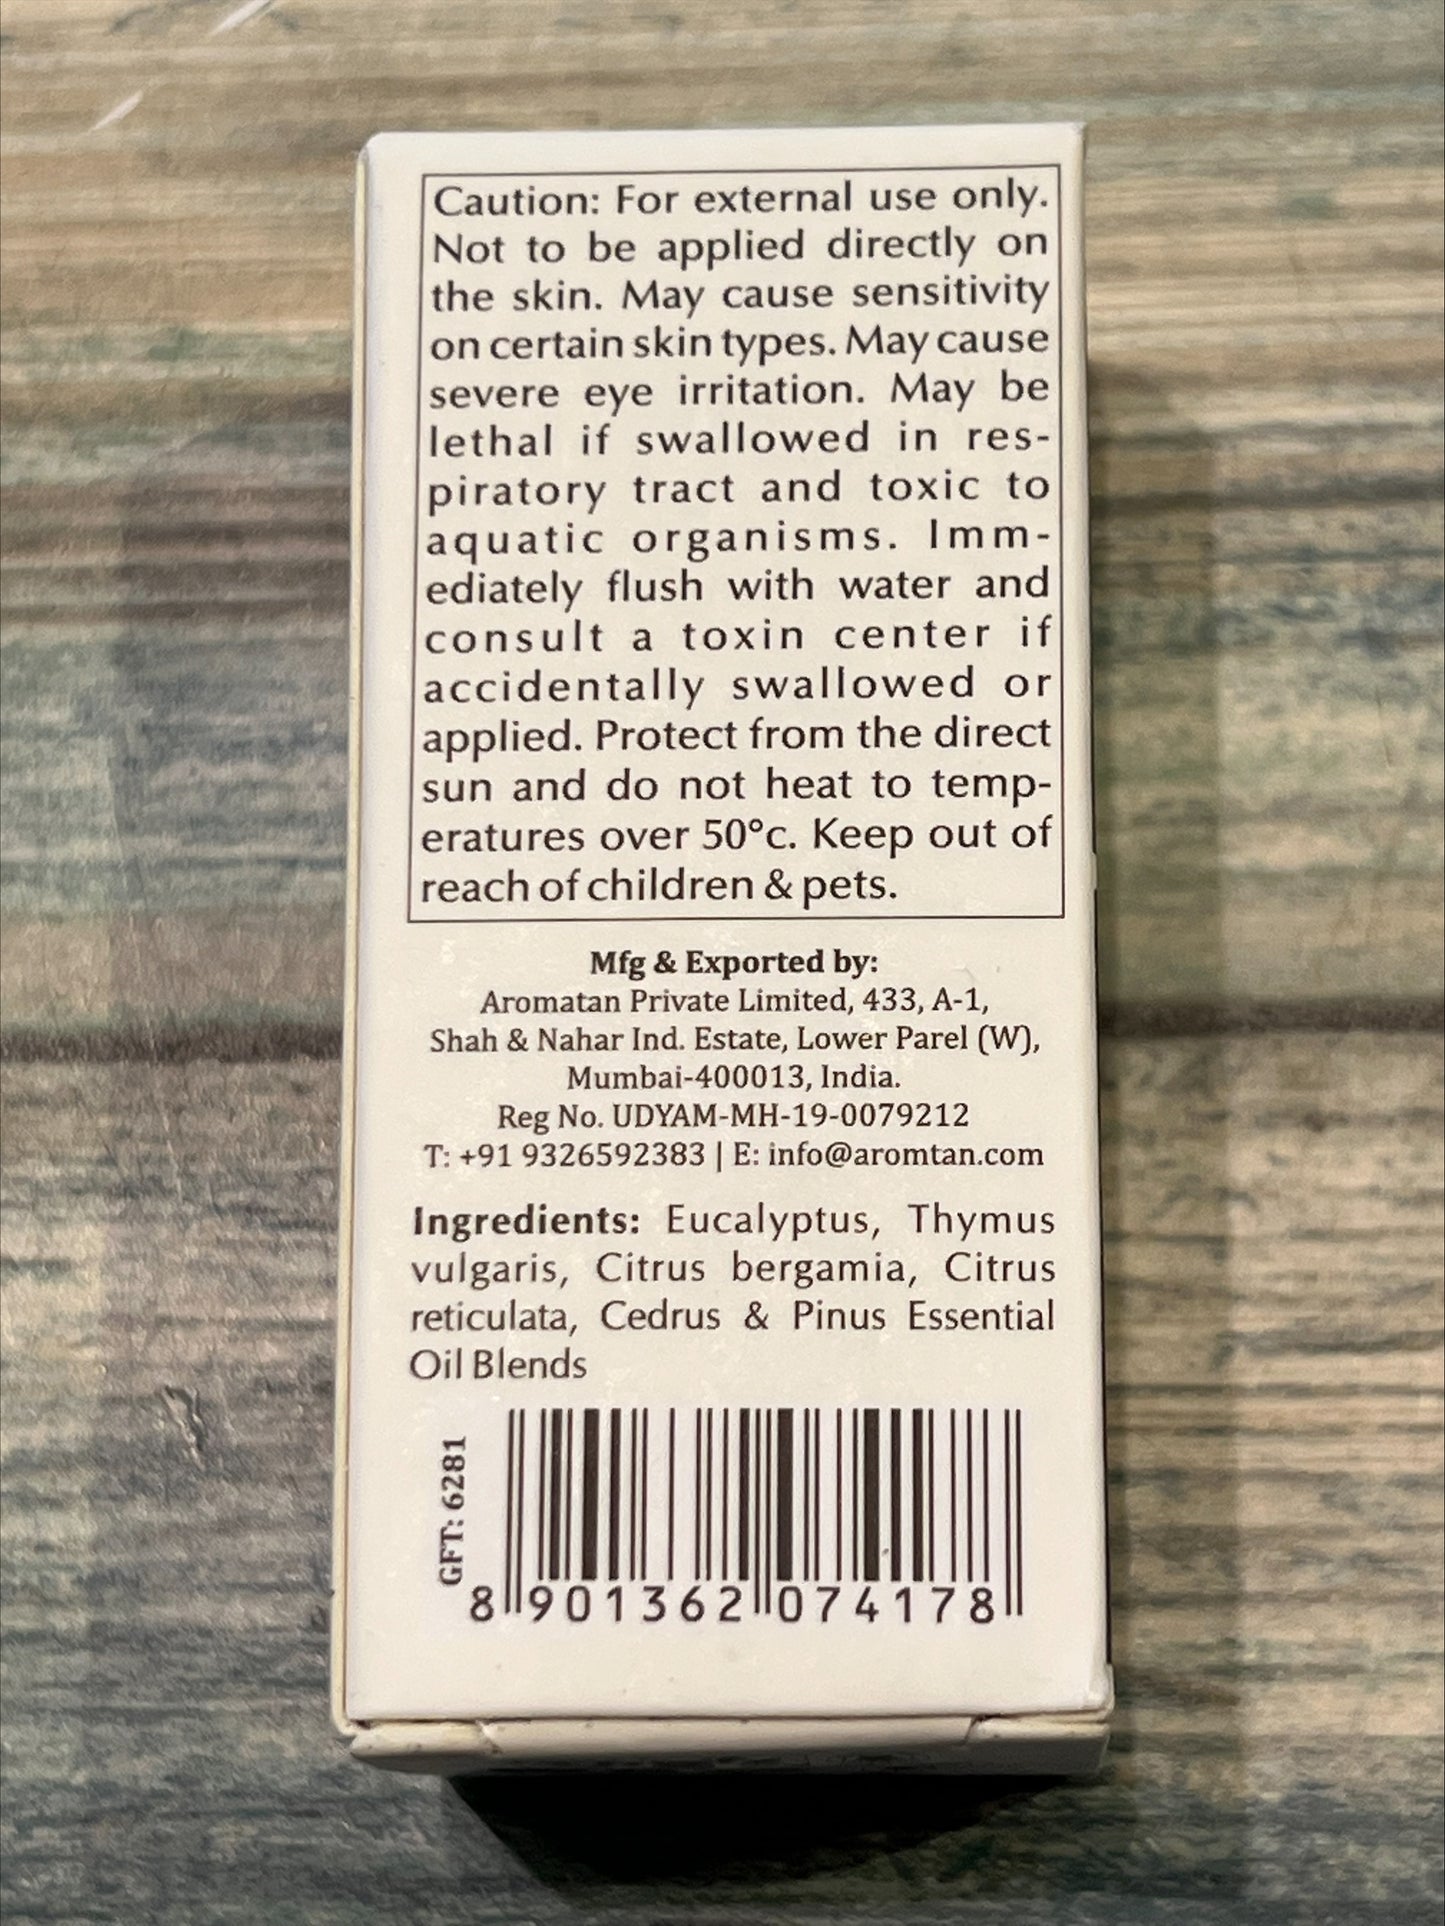 Caution: For external use only.
Not to be applied directly on
the skin. May cause sensitivity
on certain skin types. May cause
severe eye irritation. May be
lethal if swallowed in res-
piratory tract and toxic to
aquatic organisms. Imm-
ediately flush with water and
consult a toxin center if
accidentally swallowed or
applied. Protect from the direct
sun and do not heat to temp-
eratures over 50°c. Keep out of
reach of children & pets.
Mfg & Exported by:
Aromatan Private Limited, 433, A-1,
Shah & Nahar Ind. Estate, Lower Parel (W),
Mumbai-400013, India.
Reg No. UDYAM-MH-19-0079212
T: +91 9326592383 | E: info@aromtan.com
Ingredients: Eucalyptus, Thymus
vulgaris, Citrus bergamia, Citrus
reticulata, Cedrus & Pinus Essential
Oil Blends
GFT: 6281
8 901362 074178